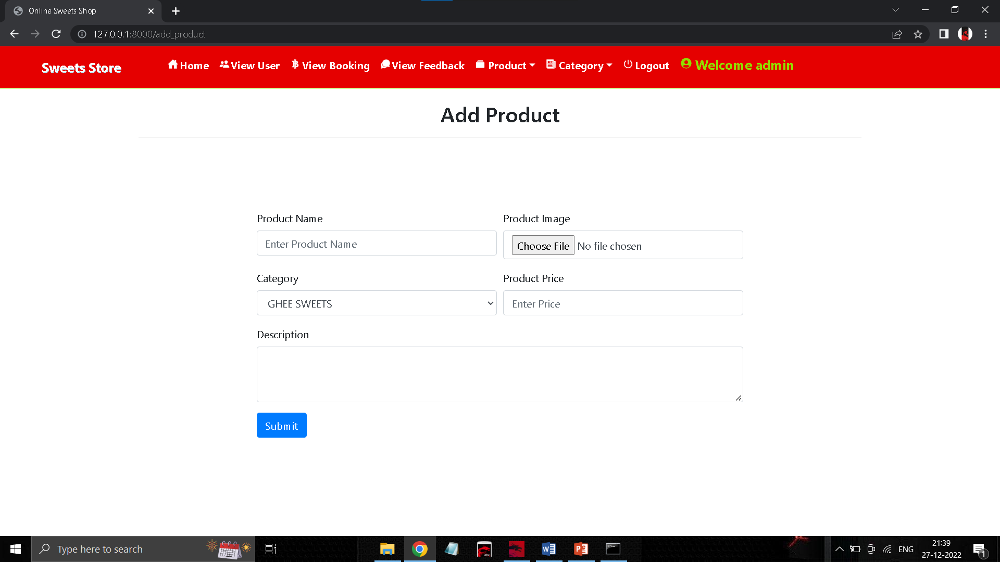 Online Sweets Shop
127.0.0.1:8000/add_product
Sweets Store Home View User View Booking View Feedback Product Category Logout Welcome admin
Add Product
Product Name Product Image
Enter Product Name Choose File No file chosen
Category Product Price
GHEE SWEETS Enter Price
Description
Submit
Type here to search
ENG
21:39
27-12-2022
1